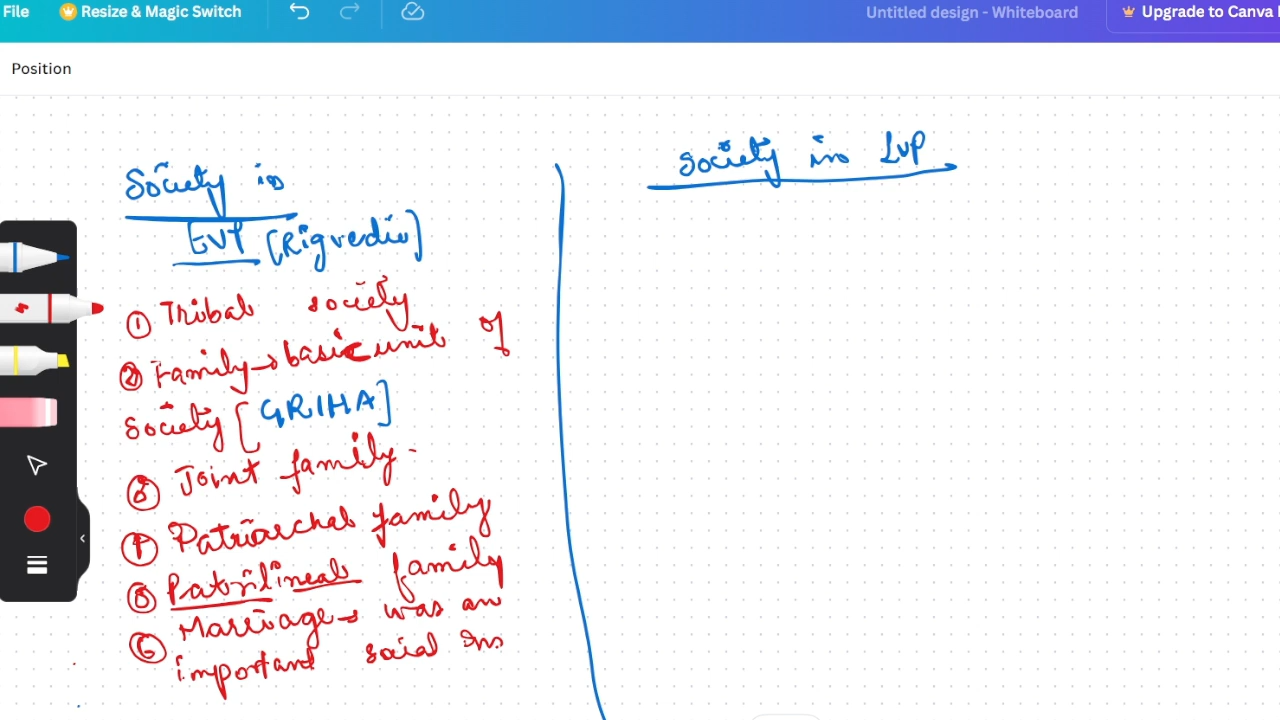 File Resize & Magic Switch Untitled design - Whiteboard Upgrade to Canva
Position
Society in
EVP [Rigvedic]
① Tribal society
② Family → basic unit of
society [GRIHA]
③ Joint family.
④ Patriarchal family
⑤ Patrilineal family
⑥ Marriage → was an
important social ins
Society in LVP